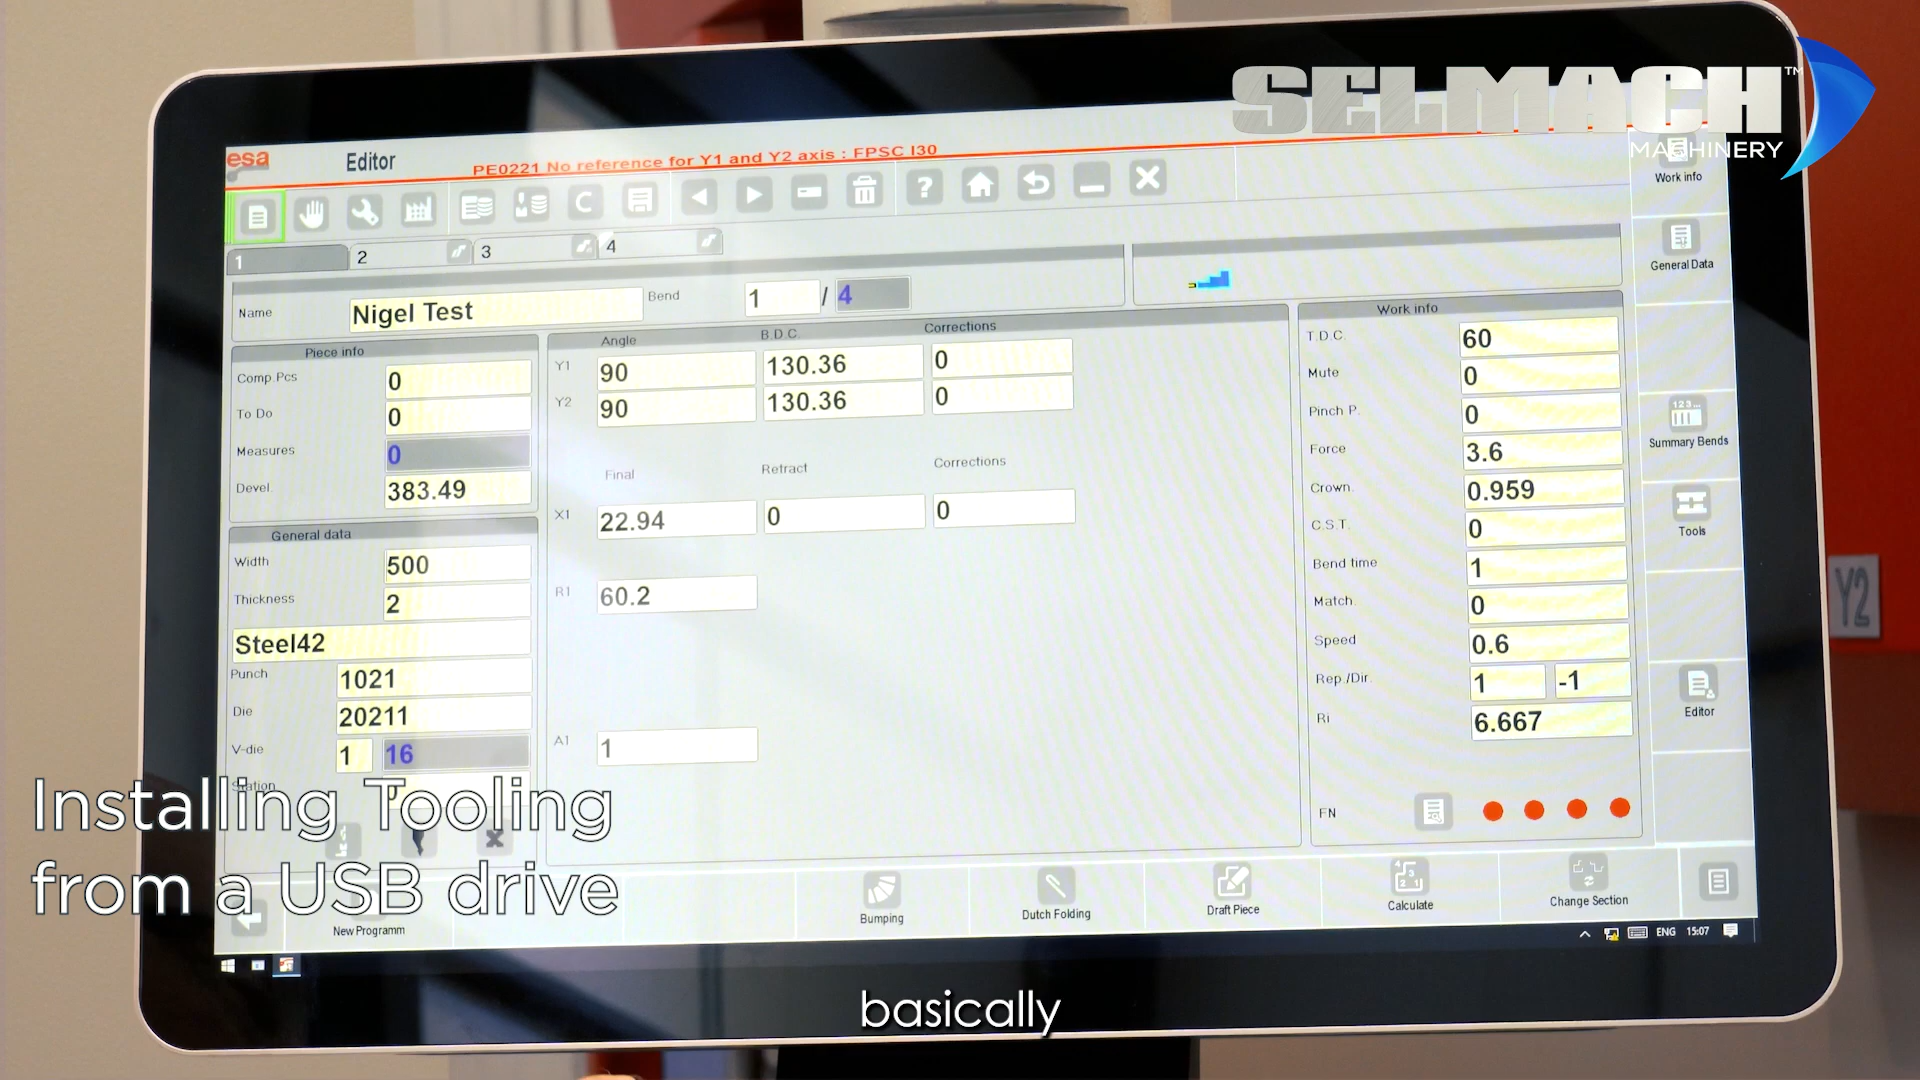 SELMACH™
MACHINERY
esa
Editor
PE0221 No reference for Y1 and Y2 axis : FPSC I30
C
?
Work info
1
2
3
4
Name
Nigel Test
Bend
1 / 4
General Data
Piece info
Comp.Pcs
0
To Do
0
Measures
0
Devel.
383.49
General data
Width
500
Thickness
2
Steel42
Punch
1021
Die
20211
V-die
1
16
Station
Angle
B.D.C.
Corrections
Y1
90
130.36
0
Y2
90
130.36
0
Final
Retract
Corrections
X1
22.94
0
0
R1
60.2
A1
1
Work info
T.D.C.
60
Mute
0
Pinch P.
0
Force
3.6
Crown.
0.959
C.S.T.
0
Bend time
1
Match.
0
Speed
0.6
Rep./Dir.
1
-1
Ri
6.667
FN
123...
Summary Bends
Tools
Editor
New Programm
Bumping
Dutch Folding
Draft Piece
Calculate
Change Section
ENG
15:07
Y2
Installing Tooling
from a USB drive
basically